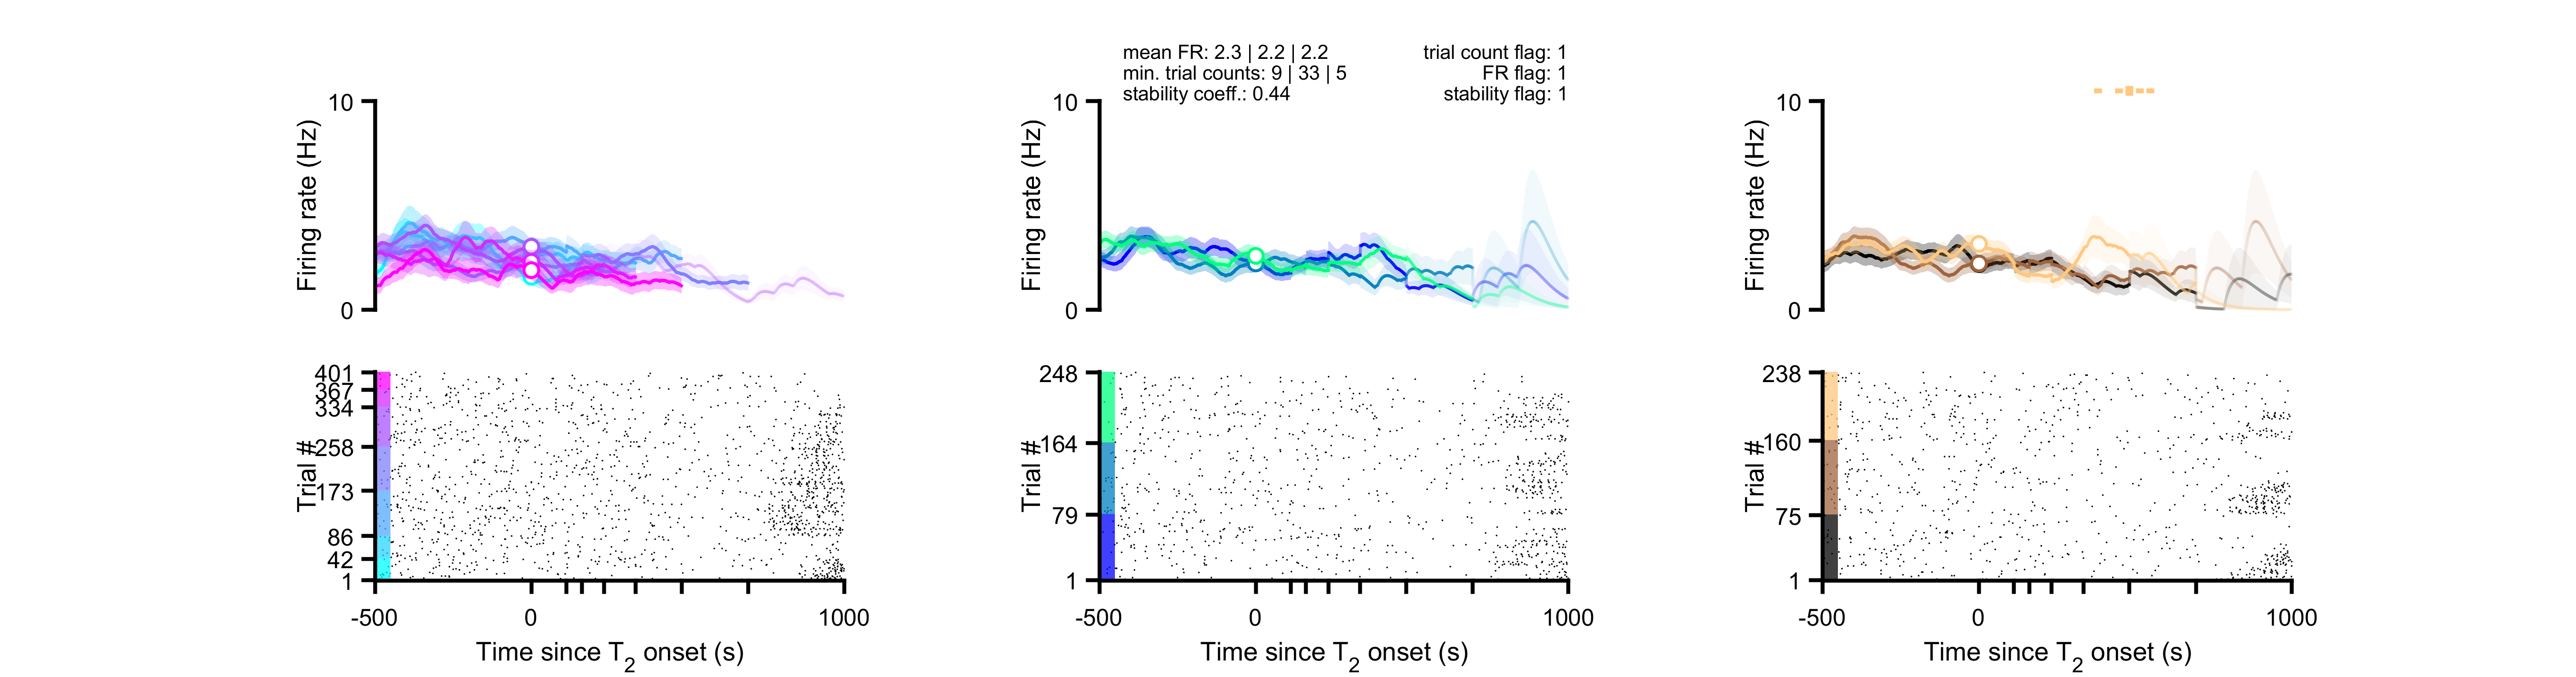 mean FR: 2.3 | 2.2 | 2.2
min. trial counts: 9 | 33 | 5
stability coeff.: 0.44
trial count flag: 1
FR flag: 1
stability flag: 1
Firing rate (Hz)
10
0
Firing rate (Hz)
10
0
Firing rate (Hz)
10
0
Trial #
401
367
334
258
173
86
42
1
-500
0
1000
Time since T2 onset (s)
Trial #
248
164
79
1
-500
0
1000
Time since T2 onset (s)
Trial #
238
160
75
1
-500
0
1000
Time since T2 onset (s)